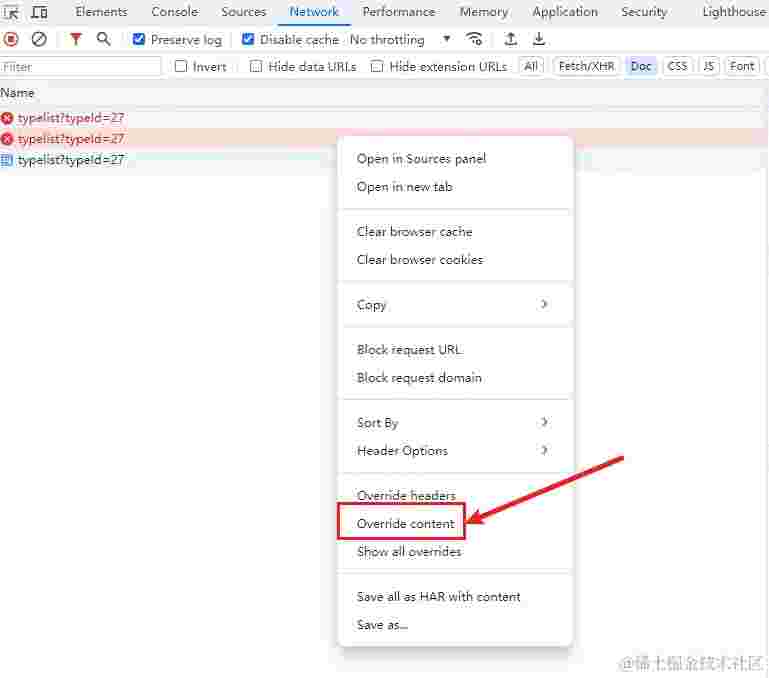 Elements Console Sources Network Performance Memory Application Security Lighthouse
Preserve log Disable cache No throttling
Filter Invert Hide data URLs Hide extension URLs All Fetch/XHR Doc CSS JS Font
Name
typelist?typeId=27
typelist?typeId=27
typelist?typeId=27
Open in Sources panel
Open in new tab
Clear browser cache
Clear browser cookies
Copy
Block request URL
Block request domain
Sort By
Header Options
Override headers
Override content
Show all overrides
Save all as HAR with content
Save as...
@稀土掘金技术社区